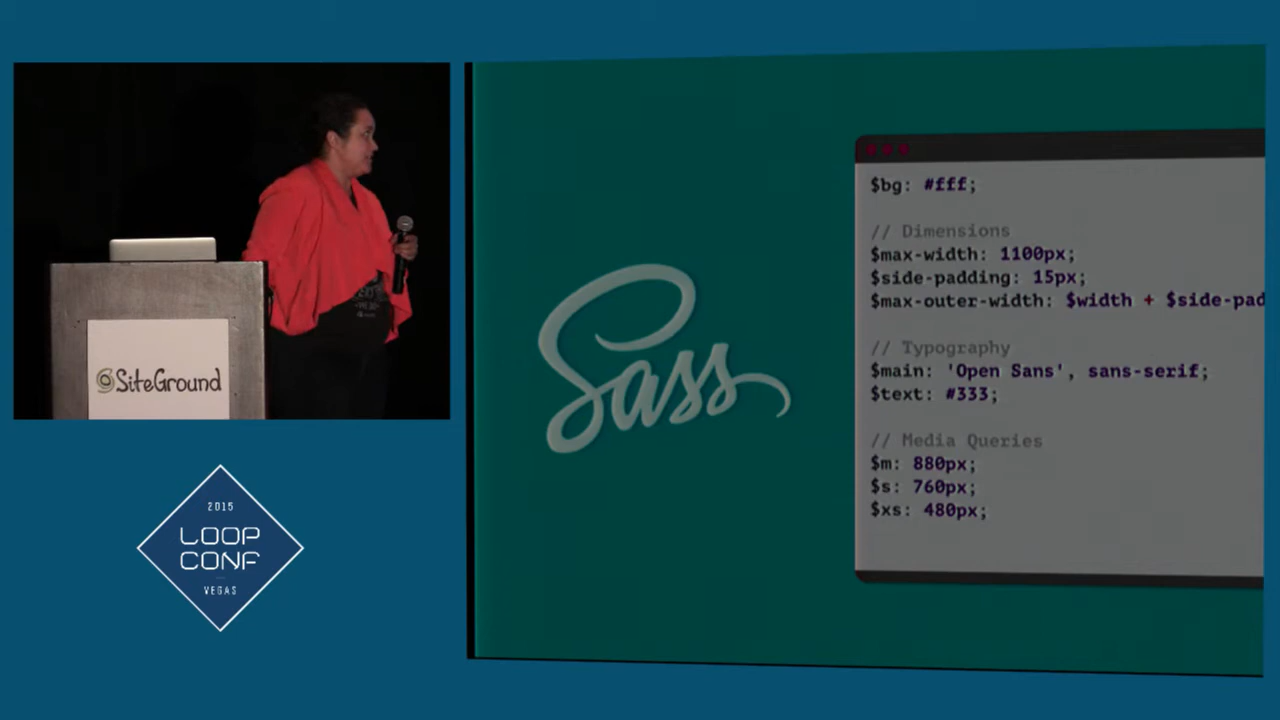 SiteGround
2015
LOOP
CONF
VEGAS
Sass
$bg: #fff;
// Dimensions
$max-width: 1100px;
$side-padding: 15px;
$max-outer-width: $width + $side-pad
// Typography
$main: 'Open Sans', sans-serif;
$text: #333;
// Media Queries
$m: 880px;
$s: 760px;
$xs: 480px;